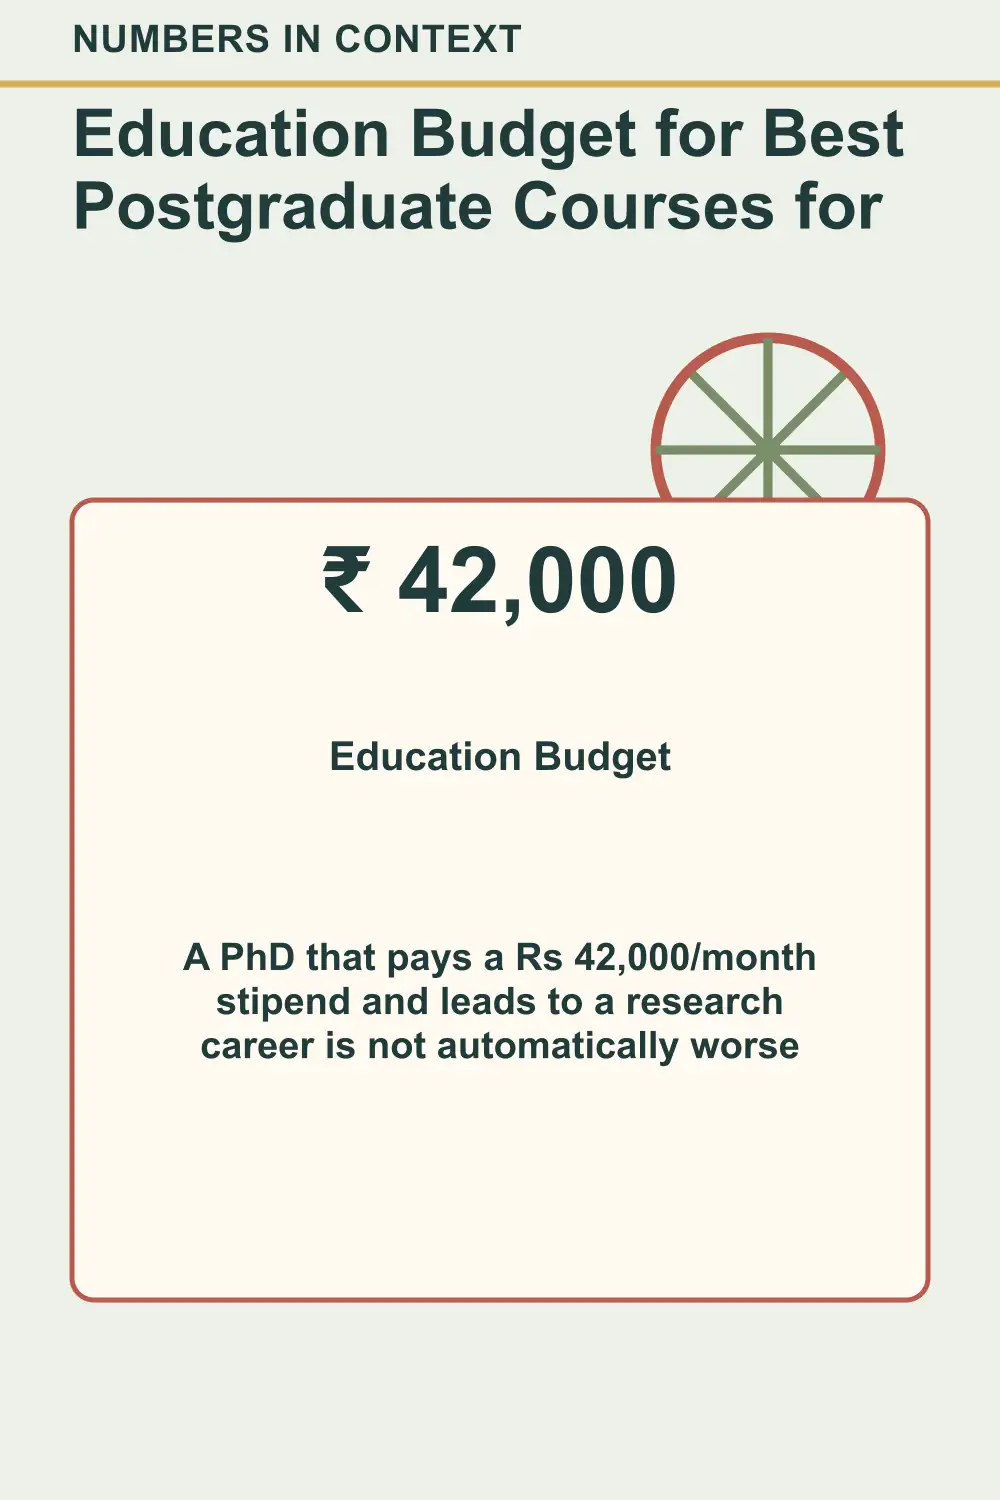 NUMBERS IN CONTEXT
Education Budget for Best
Postgraduate Courses for
₹ 42,000
Education Budget
A PhD that pays a Rs 42,000/month
stipend and leads to a research
career is not automatically worse